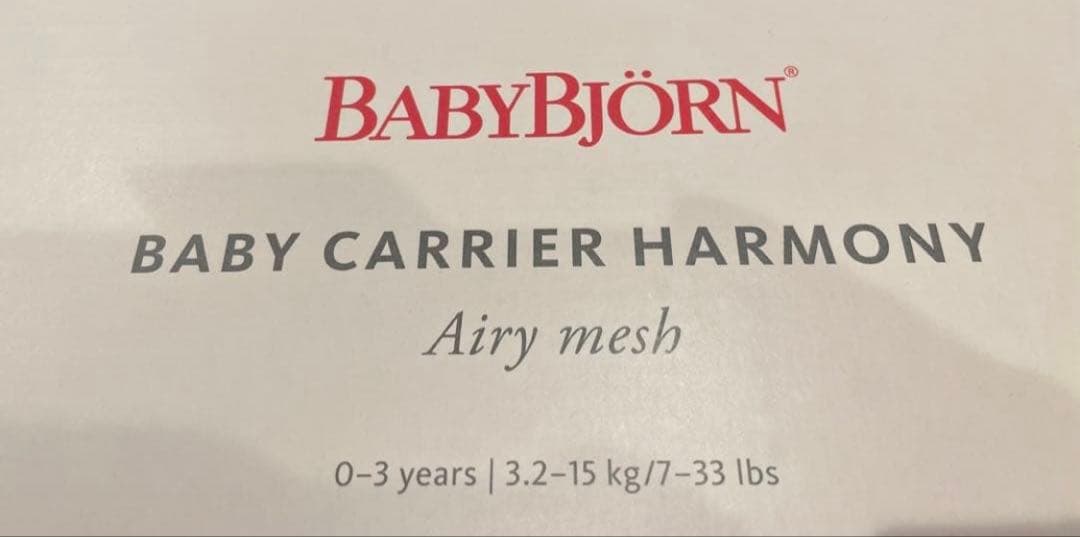 BABYBJÖRN®
BABY CARRIER HARMONY
Airy mesh
0–3 years | 3.2–15 kg/7–33 lbs